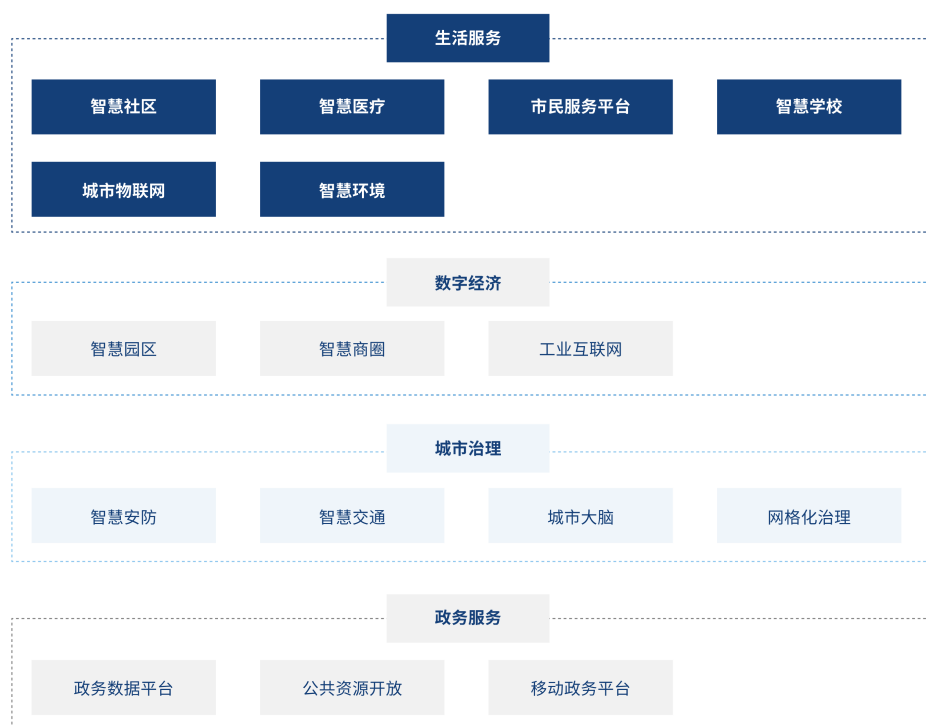 生活服务
智慧社区 智慧医疗 市民服务平台 智慧学校
城市物联网 智慧环境
数字经济
智慧园区 智慧商圈 工业互联网
城市治理
智慧安防 智慧交通 城市大脑 网格化治理
政务服务
政务数据平台 公共资源开放 移动政务平台